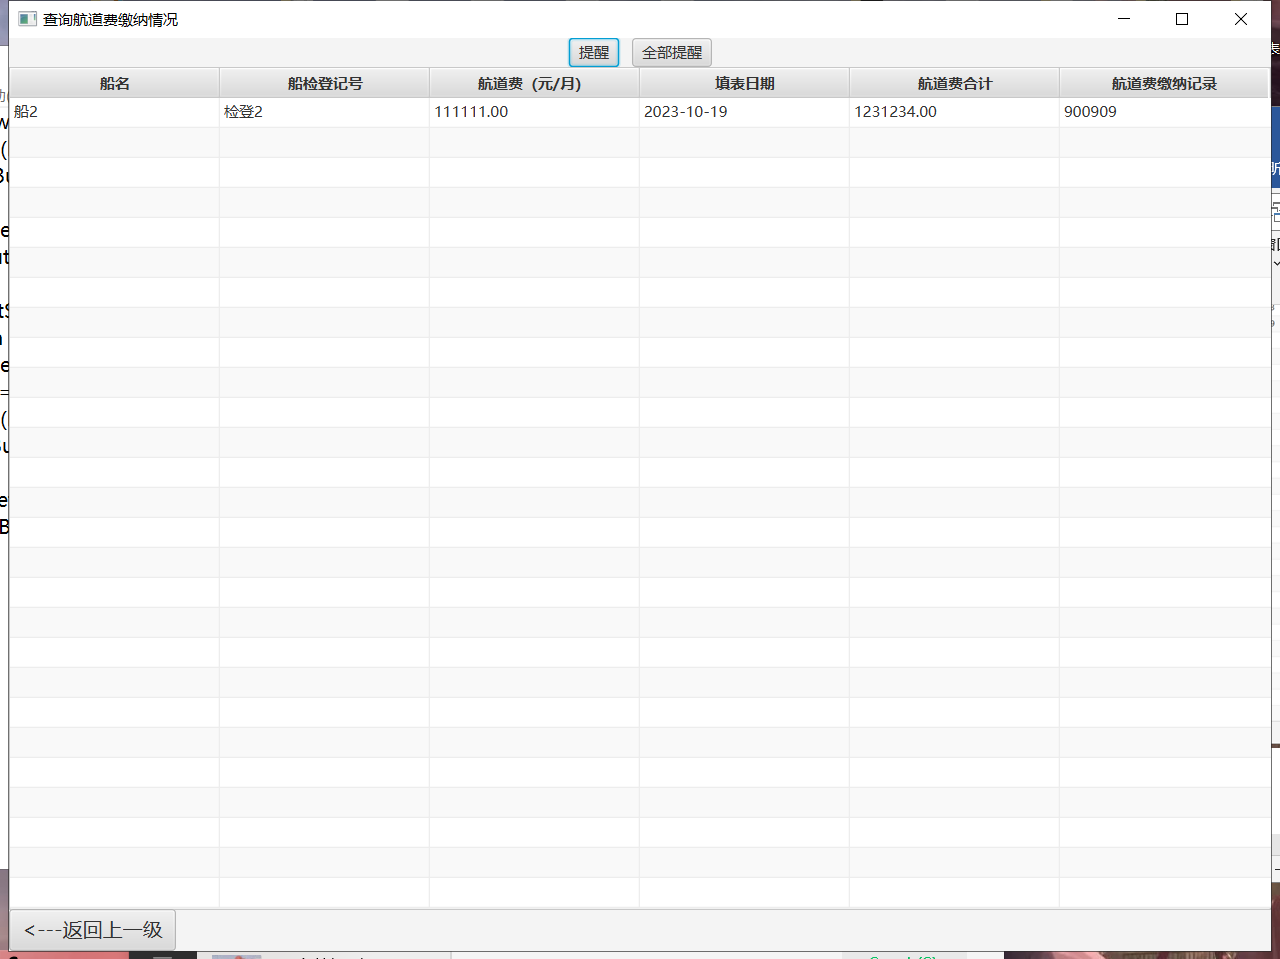 查询航道费缴纳情况
提醒 全部提醒
船名 船检登记号 航道费（元/月） 填表日期 航道费合计 航道费缴纳记录
船2 检登2 111111.00 2023-10-19 1231234.00 900909
<---返回上一级